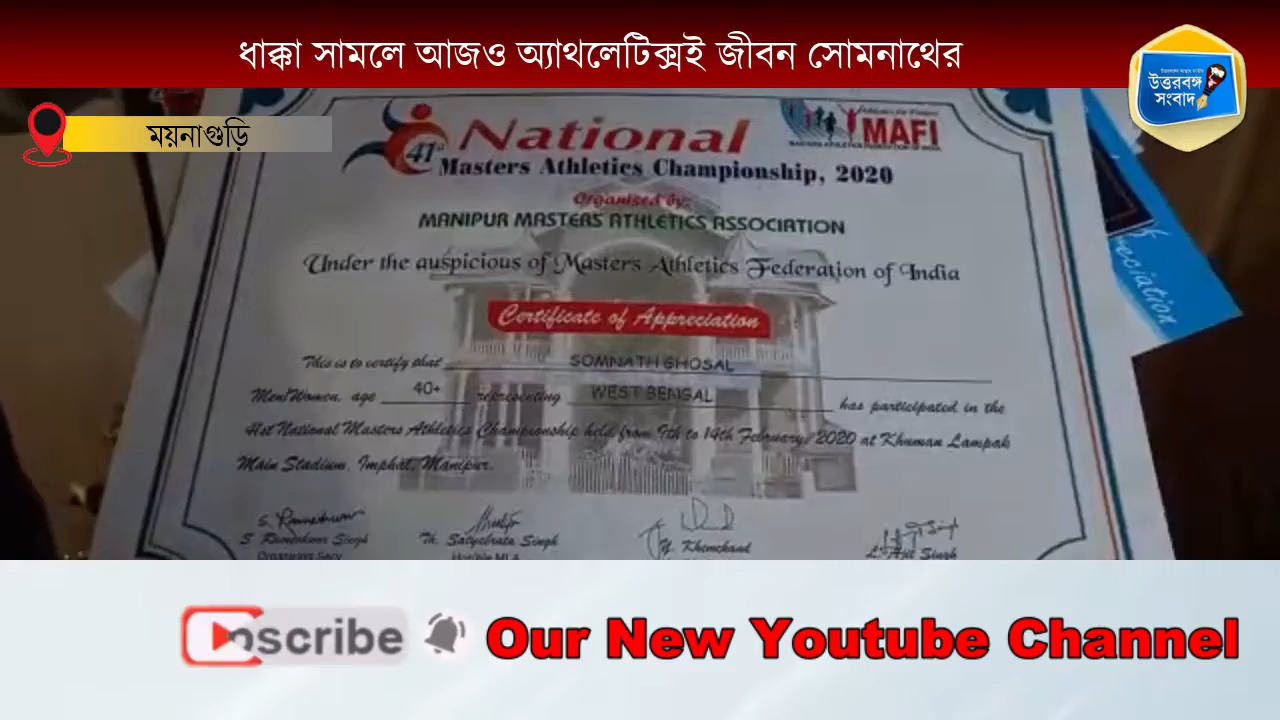 ধাক্কা সামলে আজও অ্যাথলেটিক্সই জীবন সোমনাথের
উত্তরবঙ্গ
সংবাদ
ময়নাগুড়ি
41st National
MAFI
Masters Athletics Championship, 2020
Organised by:
MANIPUR MASTERS ATHLETICS ASSOCIATION
Under the auspicious of Masters Athletics Federation of India
Certificate of Appreciation
This is to certify that SOMNATH GHOSAL
Men/Women, age 40+ representing WEST BENGAL has participated in the
41st National Masters Athletics Championship held from 9th to 14th February, 2020 at Khuman Lampak
Main Stadium, Imphal, Manipur.
S. Rameshwor Singh
Th. Satyabrata Singh
Y. Khemchand
L. Ajit Singh
Our New Youtube Channel